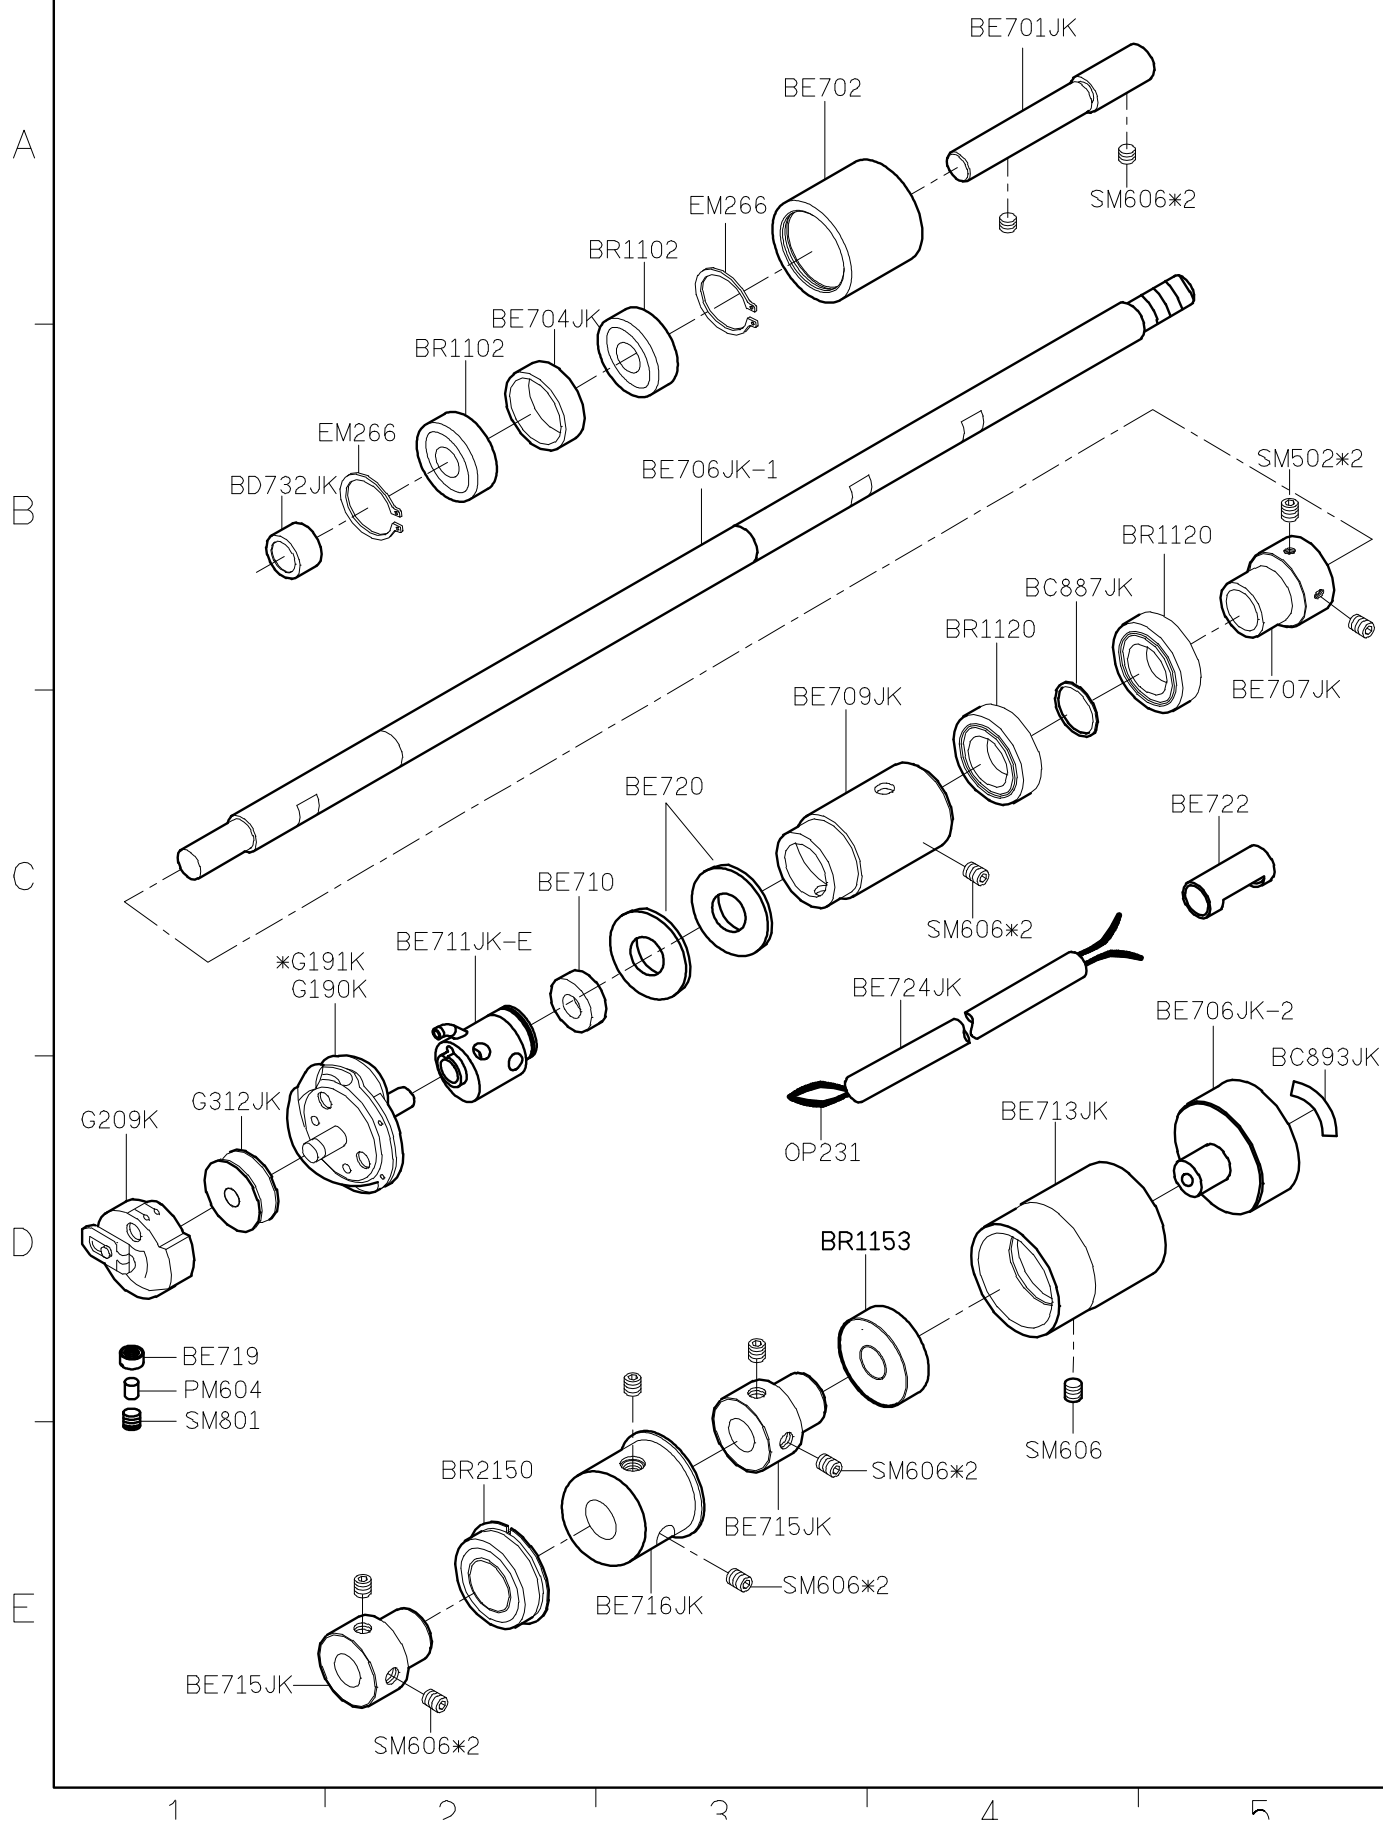 BE701JK
BE702
A
SM606*2
EM266
BR1102
BE704JK
BR1102
EM266
BE706JK-1
SM502*2
BD732JK
B
BR1120
BC887JK
BR1120
BE707JK
BE709JK
BE720
BE722
C
BE710
SM606*2
BE711JK-E
*G191K
G190K
BE724JK
BE706JK-2
BC893JK
G312JK
BE713JK
G209K
OP231
D
BR1153
BE719
PM604
SM801
SM606
BR2150
SM606*2
BE715JK
SM606*2
BE716JK
E
BE715JK
SM606*2
1 2 3 4 5